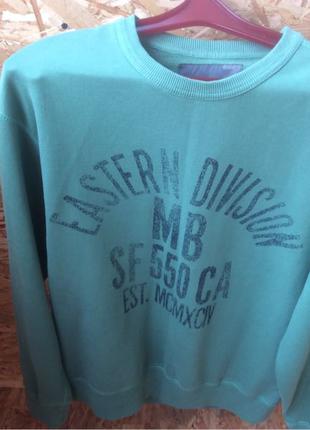 EASTERN DIVISION
MB
SF 550 CA
EST. MCMXCIV